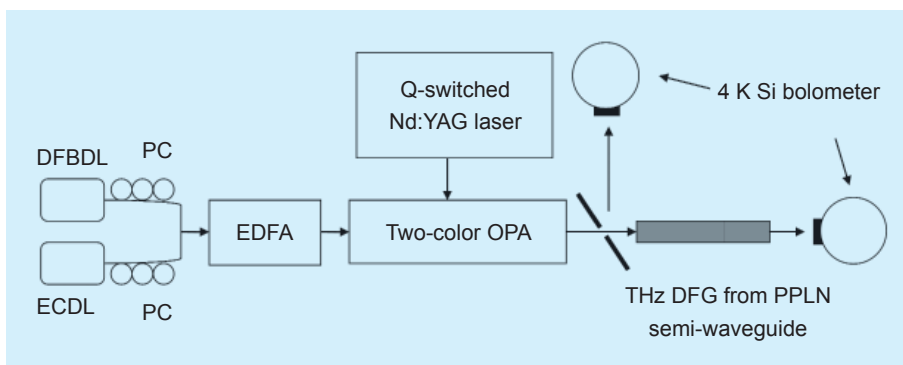 Q-switched
Nd:YAG laser
4 K Si bolometer
DFBDL
PC
EDFA
Two-color OPA
ECDL
PC
THz DFG from PPLN
semi-waveguide